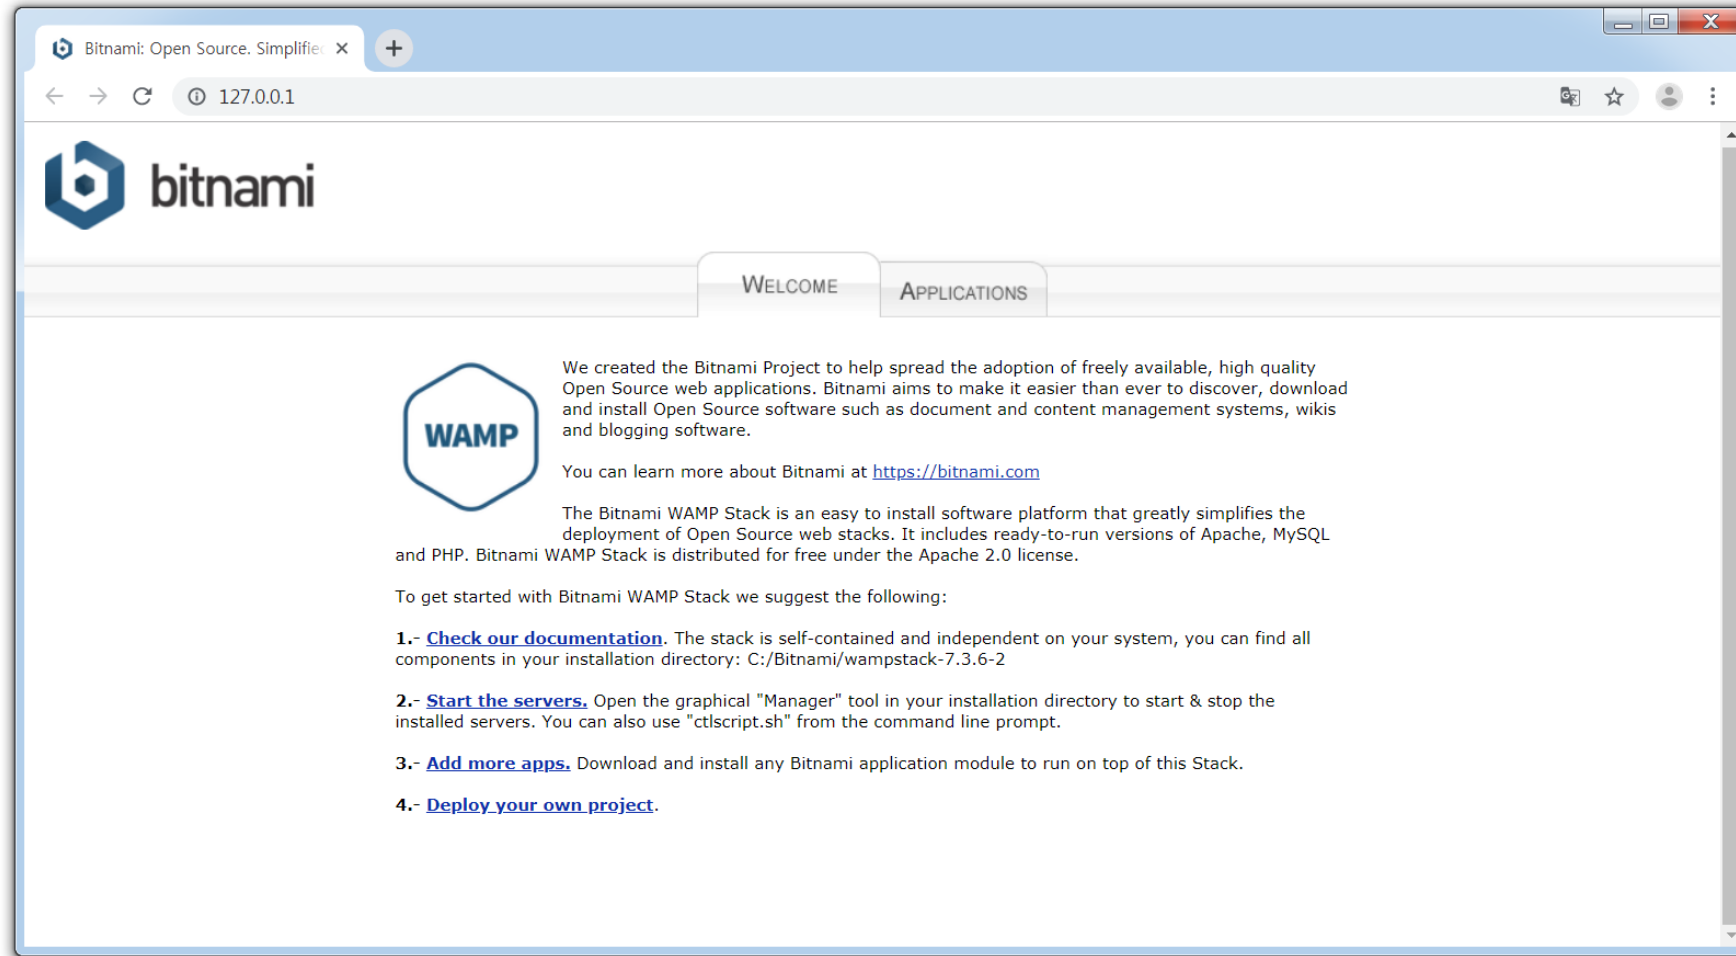 Bitnami: Open Source. Simplified
127.0.0.1
bitnami
WELCOME
APPLICATIONS
WAMP
We created the Bitnami Project to help spread the adoption of freely available, high quality
Open Source web applications. Bitnami aims to make it easier than ever to discover, download
and install Open Source software such as document and content management systems, wikis
and blogging software.
You can learn more about Bitnami at https://bitnami.com
The Bitnami WAMP Stack is an easy to install software platform that greatly simplifies the
deployment of Open Source web stacks. It includes ready-to-run versions of Apache, MySQL
and PHP. Bitnami WAMP Stack is distributed for free under the Apache 2.0 license.
To get started with Bitnami WAMP Stack we suggest the following:
1.- Check our documentation. The stack is self-contained and independent on your system, you can find all
components in your installation directory: C:/Bitnami/wampstack-7.3.6-2
2.- Start the servers. Open the graphical "Manager" tool in your installation directory to start & stop the
installed servers. You can also use "ctlscript.sh" from the command line prompt.
3.- Add more apps. Download and install any Bitnami application module to run on top of this Stack.
4.- Deploy your own project.